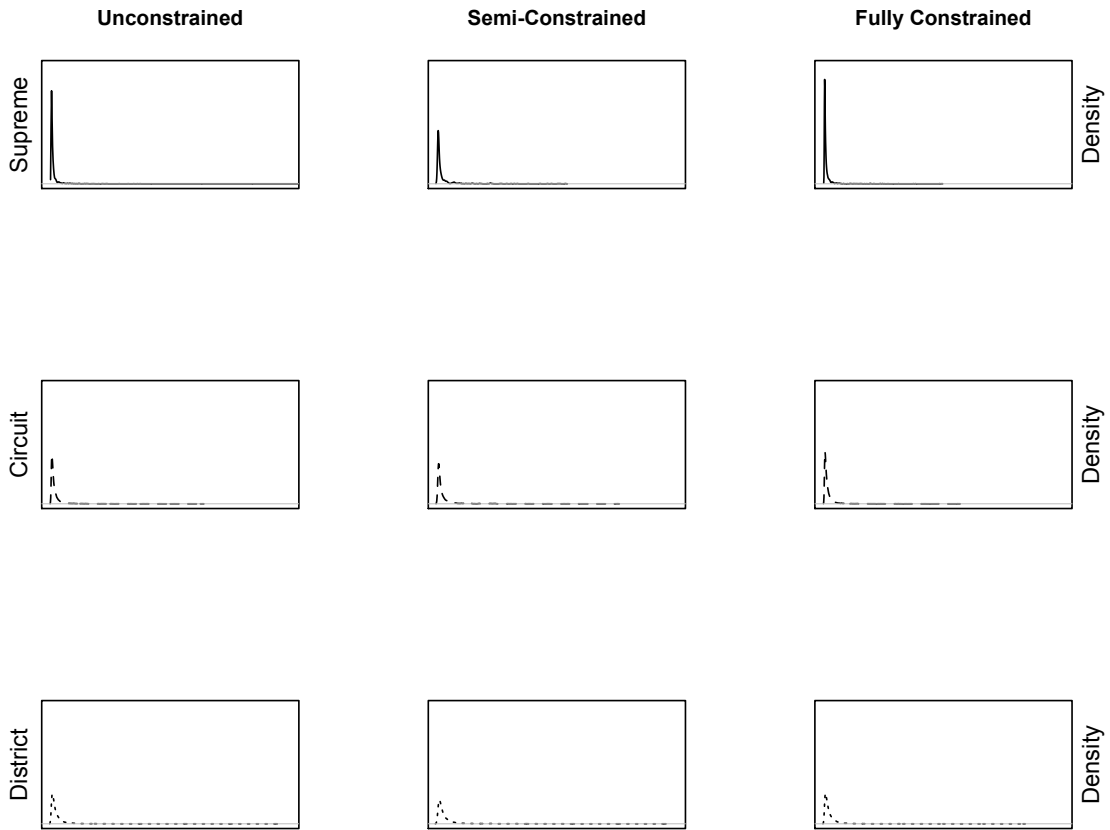 Unconstrained
Semi-Constrained
Fully Constrained
Supreme
Density
Circuit
Density
District
Density